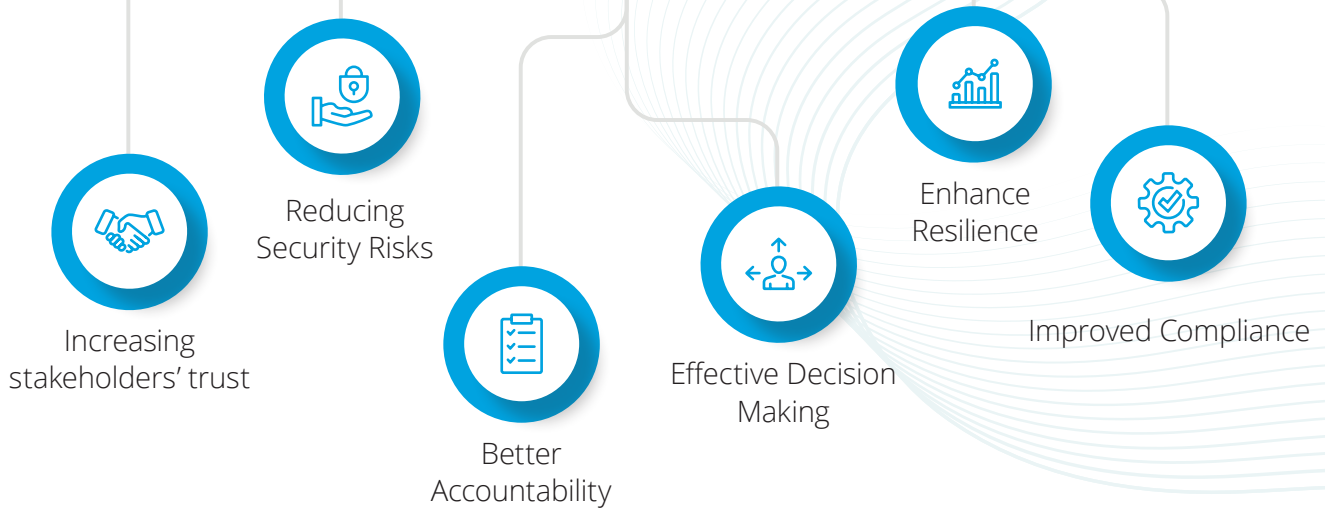 Increasing
stakeholders’ trust
Reducing
Security Risks
Better
Accountability
Effective Decision
Making
Enhance
Resilience
Improved Compliance